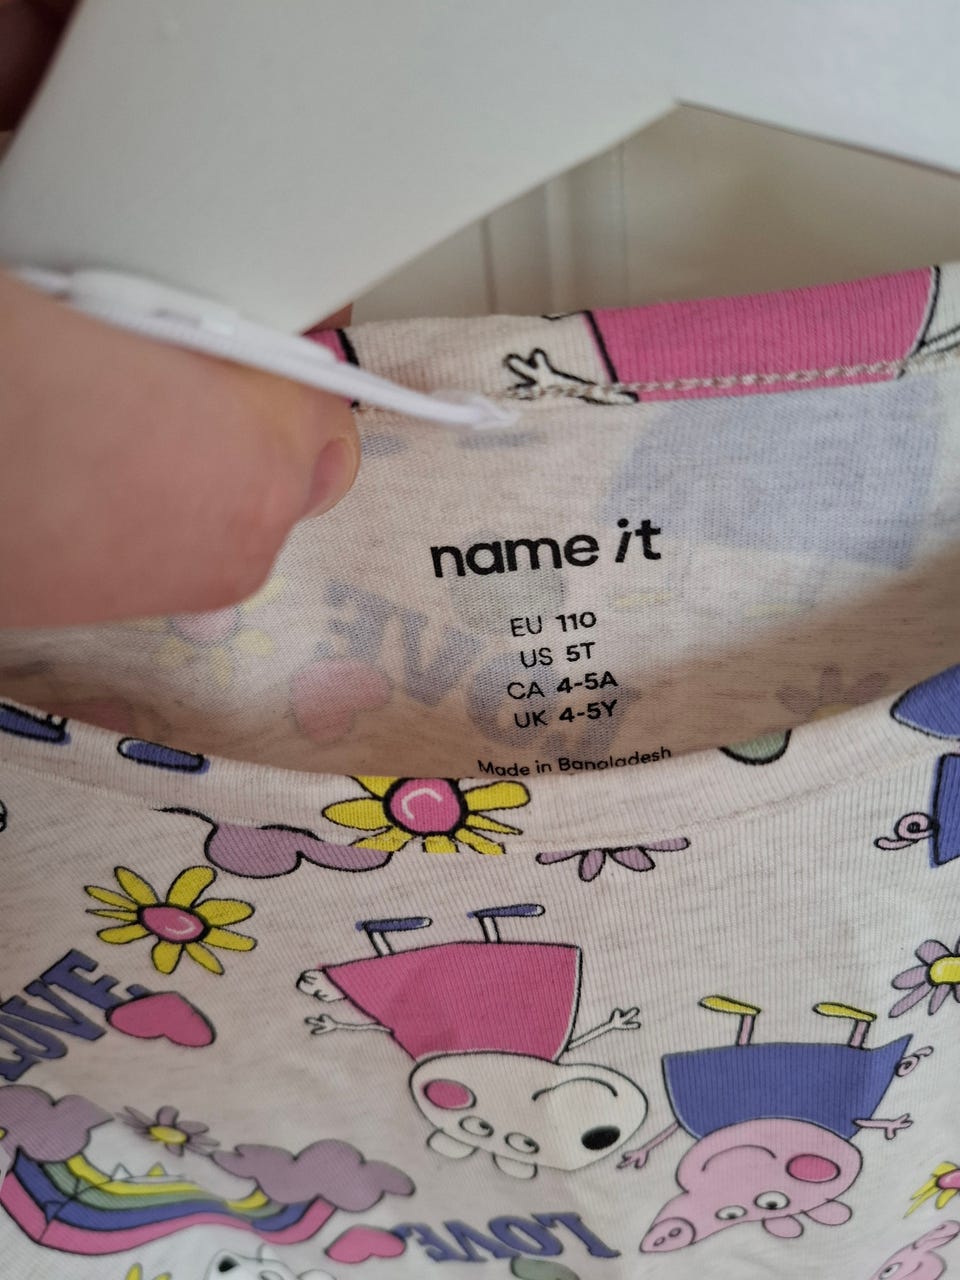 name it
EU 110
US 5T
CA 4-5A
UK 4-5Y
Made in Bangladesh
LOVE
LOVE
LOVE